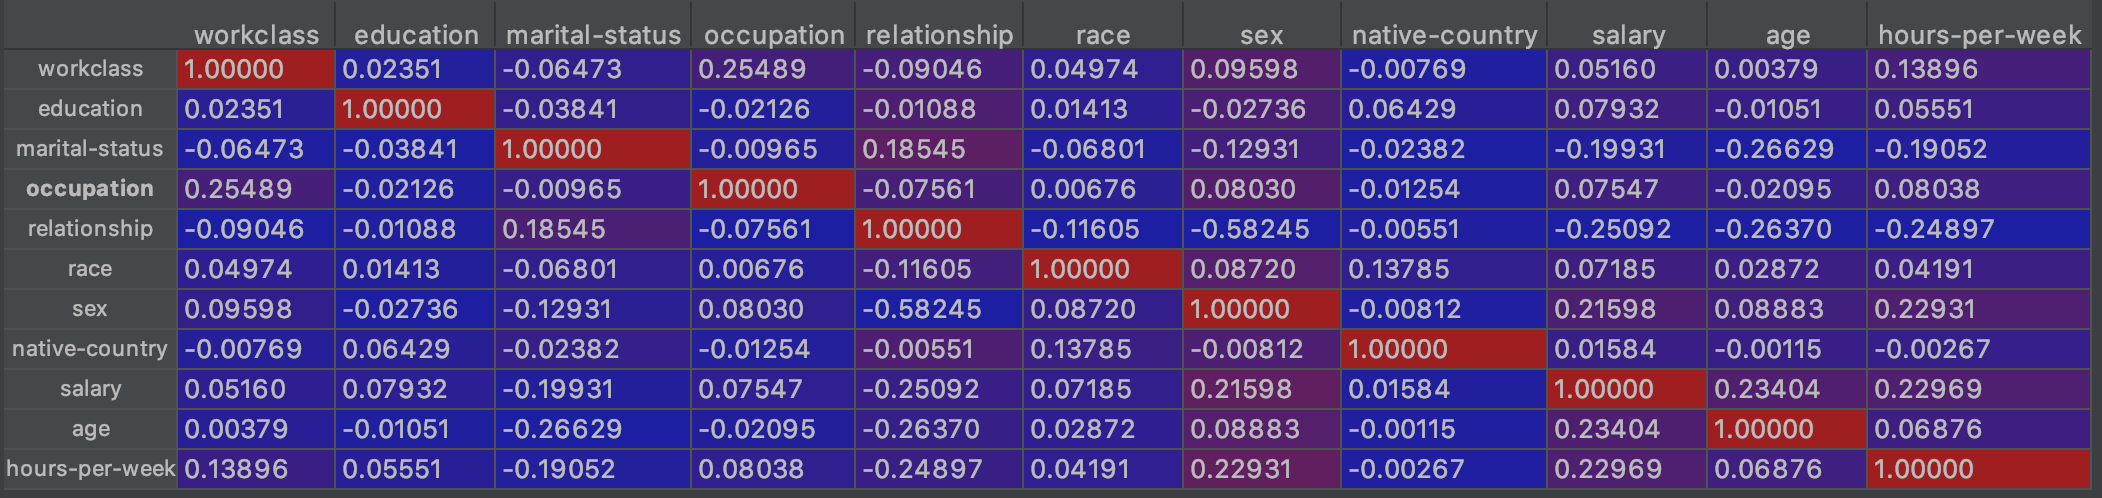 workclass education marital-status occupation relationship race sex native-country salary age hours-per-week
workclass 1.00000 0.02351 -0.06473 0.25489 -0.09046 0.04974 0.09598 -0.00769 0.05160 0.00379 0.13896
education 0.02351 1.00000 -0.03841 -0.02126 -0.01088 0.01413 -0.02736 0.06429 0.07932 -0.01051 0.05551
marital-status -0.06473 -0.03841 1.00000 -0.00965 0.18545 -0.06801 -0.12931 -0.02382 -0.19931 -0.26629 -0.19052
occupation 0.25489 -0.02126 -0.00965 1.00000 -0.07561 0.00676 0.08030 -0.01254 0.07547 -0.02095 0.08038
relationship -0.09046 -0.01088 0.18545 -0.07561 1.00000 -0.11605 -0.58245 -0.00551 -0.25092 -0.26370 -0.24897
race 0.04974 0.01413 -0.06801 0.00676 -0.11605 1.00000 0.08720 0.13785 0.07185 0.02872 0.04191
sex 0.09598 -0.02736 -0.12931 0.08030 -0.58245 0.08720 1.00000 -0.00812 0.21598 0.08883 0.22931
native-country -0.00769 0.06429 -0.02382 -0.01254 -0.00551 0.13785 -0.00812 1.00000 0.01584 -0.00115 -0.00267
salary 0.05160 0.07932 -0.19931 0.07547 -0.25092 0.07185 0.21598 0.01584 1.00000 0.23404 0.22969
age 0.00379 -0.01051 -0.26629 -0.02095 -0.26370 0.02872 0.08883 -0.00115 0.23404 1.00000 0.06876
hours-per-week 0.13896 0.05551 -0.19052 0.08038 -0.24897 0.04191 0.22931 -0.00267 0.22969 0.06876 1.00000